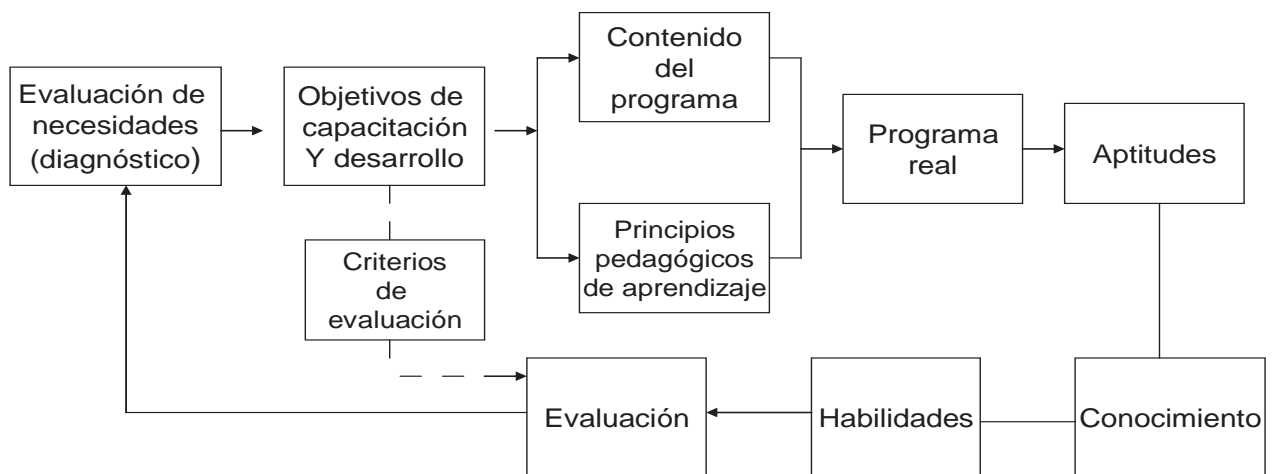 Evaluación de
necesidades
(diagnóstico)
Objetivos de
capacitación
Y desarrollo
Contenido
del
programa
Principios
pedagógicos
de aprendizaje
Programa
real
Aptitudes
Criterios
de
evaluación
Evaluación
Habilidades
Conocimiento